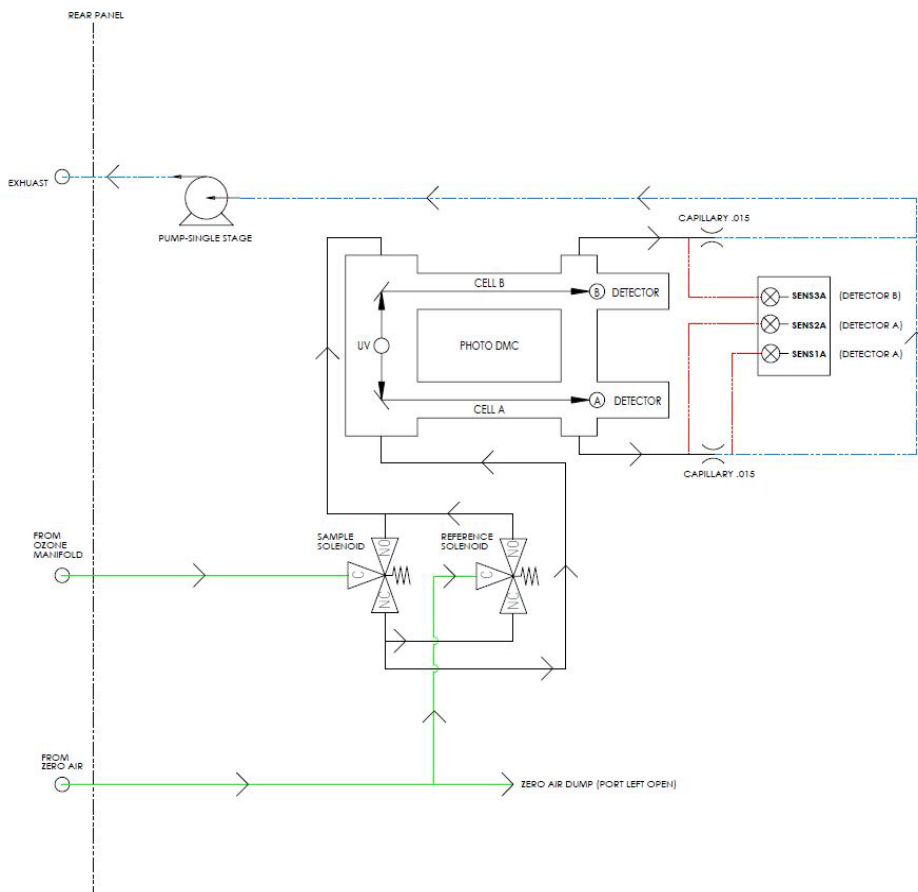 REAR PANEL
EXHUAST
PUMP-SINGLE STAGE
CAPILLARY .015
CELL B
B DETECTOR
SENS3A (DETECTOR B)
SENS2A (DETECTOR A)
SENS1A (DETECTOR A)
UV
PHOTO DMC
A DETECTOR
CELL A
CAPILLARY .015
FROM
OZONE
MANIFOLD
SAMPLE
SOLENOID
REFERENCE
SOLENOID
C
NO
NC
C
NO
NC
FROM
ZERO AIR
ZERO AIR DUMP (PORT LEFT OPEN)